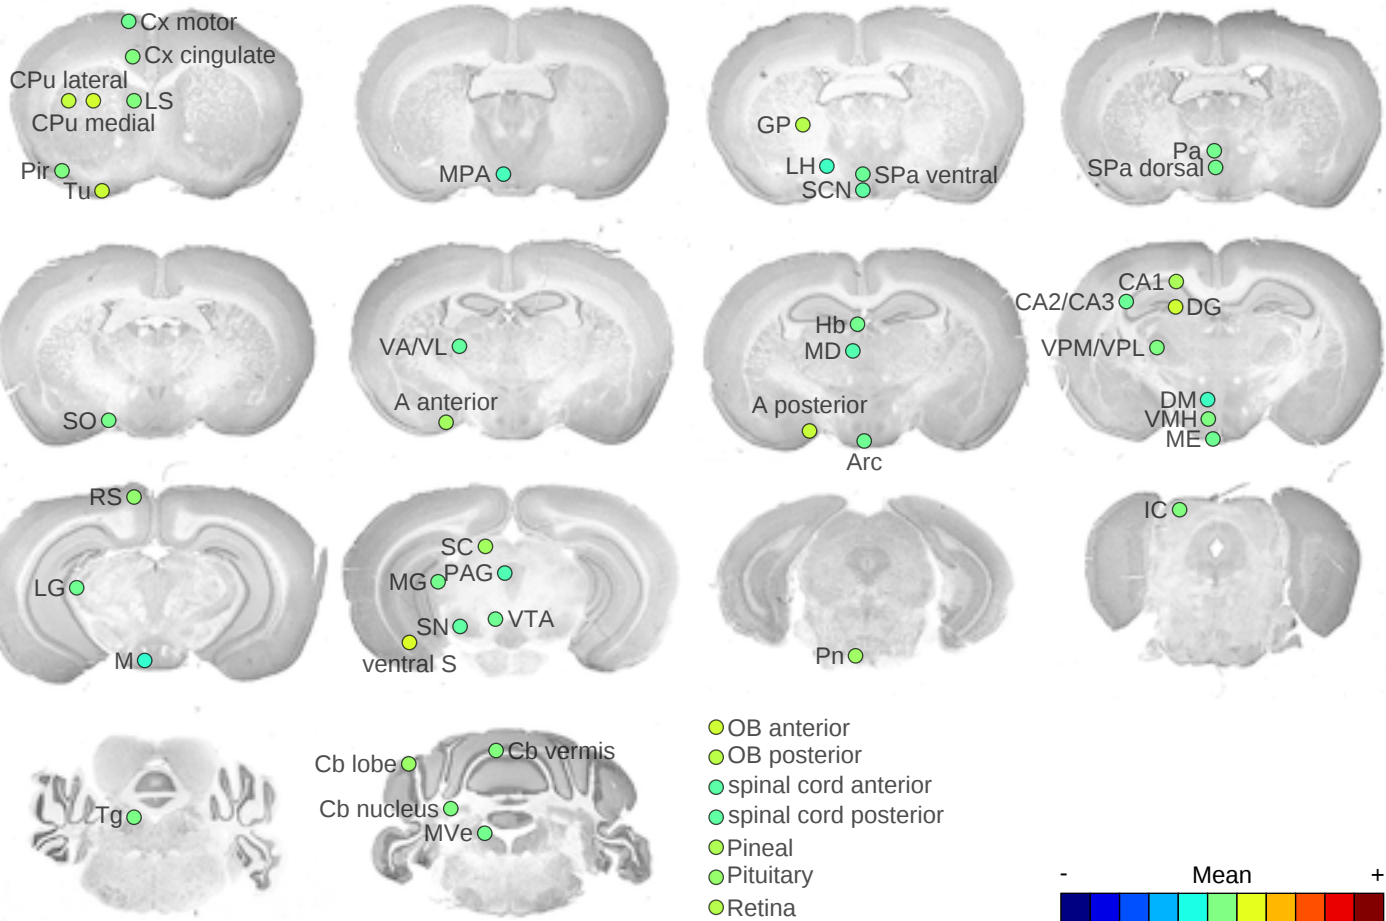 Cx motor
Cx cingulate
CPu lateral
LS
CPu medial
Pir
Tu
MPA
GP
LH
SPa ventral
SCN
Pa
SPa dorsal
SO
VA/VL
A anterior
Hb
MD
A posterior
Arc
CA1
CA2/CA3
DG
VPM/VPL
DM
VMH
ME
RS
LG
M
SC
MG
PAG
SN
VTA
ventral S
Pn
IC
Tg
Cb lobe
Cb vermis
Cb nucleus
MVe
OB anterior
OB posterior
spinal cord anterior
spinal cord posterior
Pineal
Pituitary
Retina
- Mean +